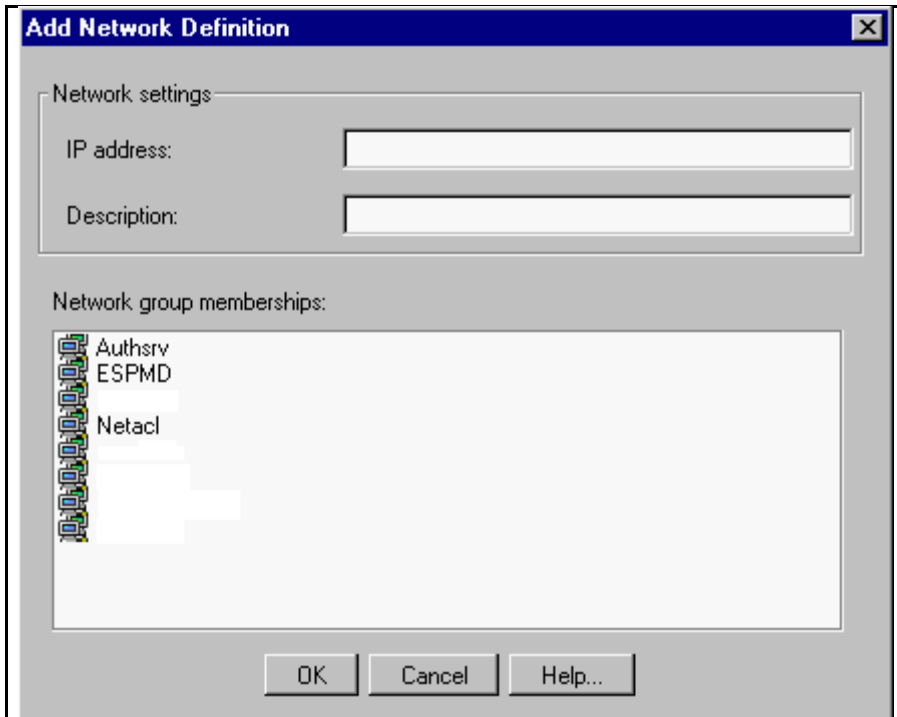 Add Network Definition
Network settings
IP address:
Description:
Network group memberships:
Authsrv
ESPMD
Netacl
OK
Cancel
Help...